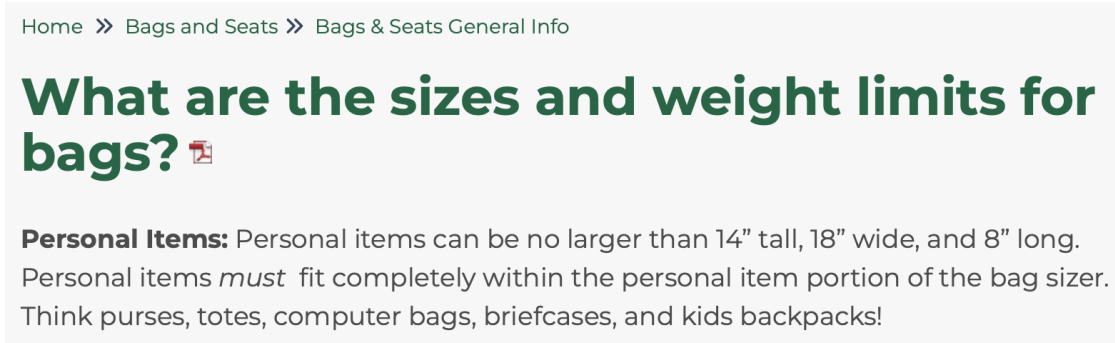 Home » Bags and Seats » Bags & Seats General Info
What are the sizes and weight limits for
bags?
Personal Items: Personal items can be no larger than 14” tall, 18” wide, and 8” long.
Personal items must fit completely within the personal item portion of the bag sizer.
Think purses, totes, computer bags, briefcases, and kids backpacks!